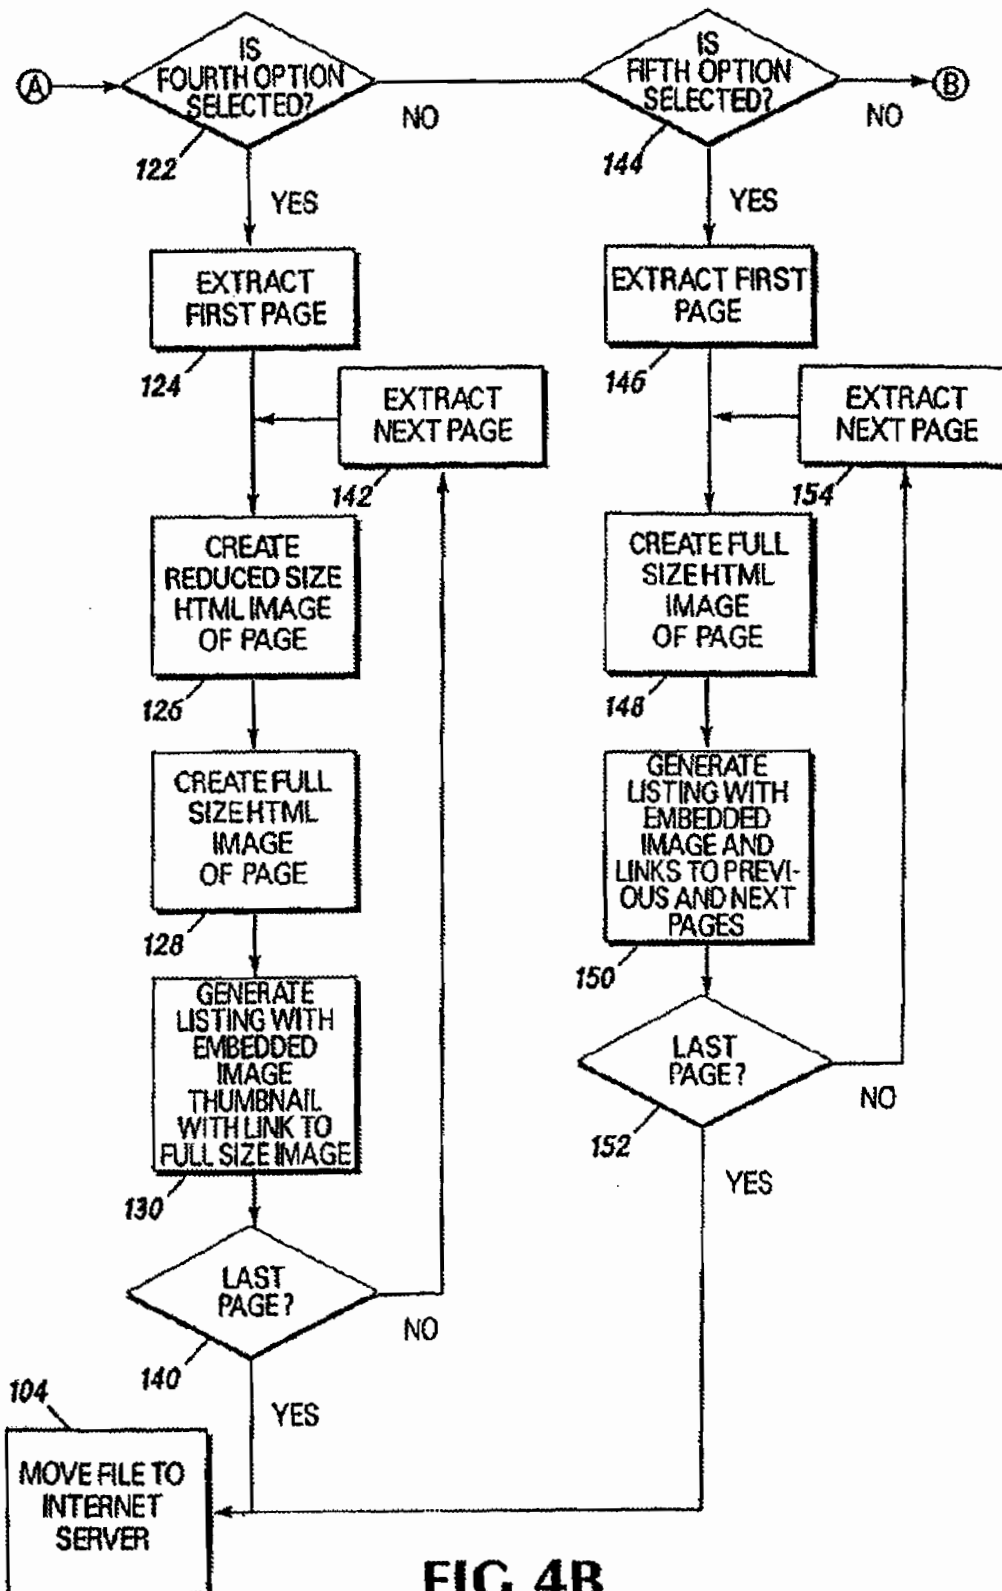 A
IS
FOURTH OPTION
SELECTED?
122
NO
YES
IS
FIFTH OPTION
SELECTED?
144
NO
B
YES
EXTRACT
FIRST PAGE
124
EXTRACT
NEXT PAGE
142
CREATE
REDUCED SIZE
HTML IMAGE
OF PAGE
126
CREATE FULL
SIZE HTML
IMAGE
OF PAGE
128
GENERATE
LISTING WITH
EMBEDDED
IMAGE
THUMBNAIL
WITH LINK TO
FULL SIZE IMAGE
130
LAST
PAGE?
140
NO
YES
EXTRACT FIRST
PAGE
146
EXTRACT
NEXT PAGE
154
CREATE FULL
SIZE HTML
IMAGE
OF PAGE
148
GENERATE
LISTING WITH
EMBEDDED
IMAGE AND
LINKS TO PREVI-
OUS AND NEXT
PAGES
150
LAST
PAGE?
152
NO
YES
104
MOVE FILE TO
INTERNET
SERVER
FIG 4B